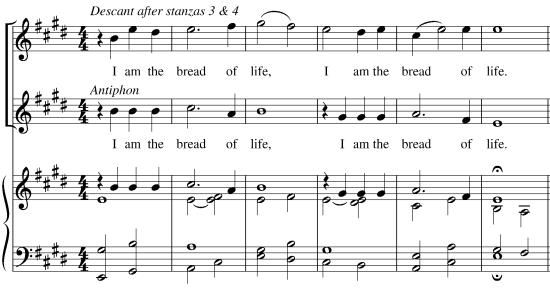 Descant after stanzas 3 & 4
I am the bread of life, I am the bread of life.
Antiphon
I am the bread of life, I am the bread of life.